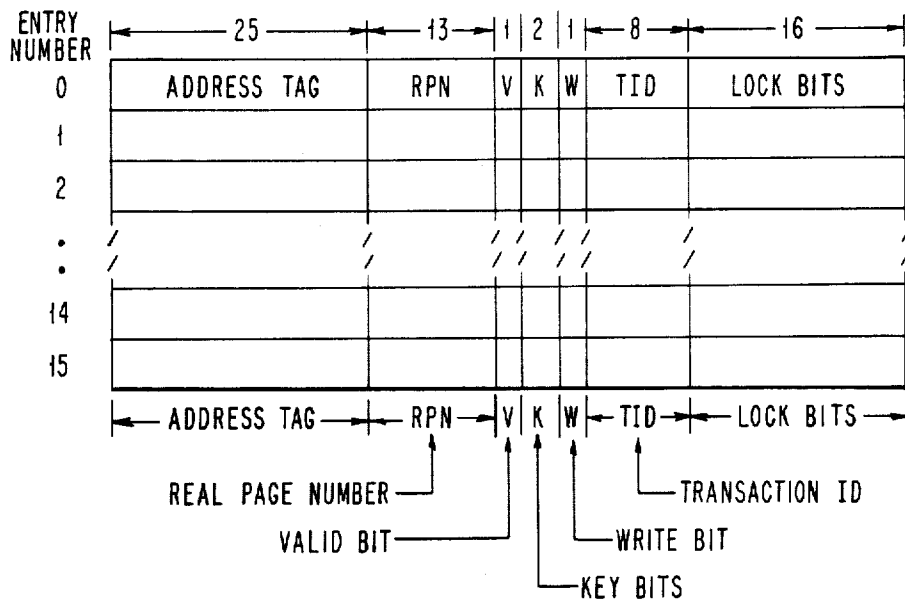 ENTRY NUMBER
25 13 1 2 1 8 16
0 ADDRESS TAG RPN V K W TID LOCK BITS
1
2
14
15
ADDRESS TAG RPN V K W TID LOCK BITS
REAL PAGE NUMBER TRANSACTION ID
VALID BIT WRITE BIT
KEY BITS